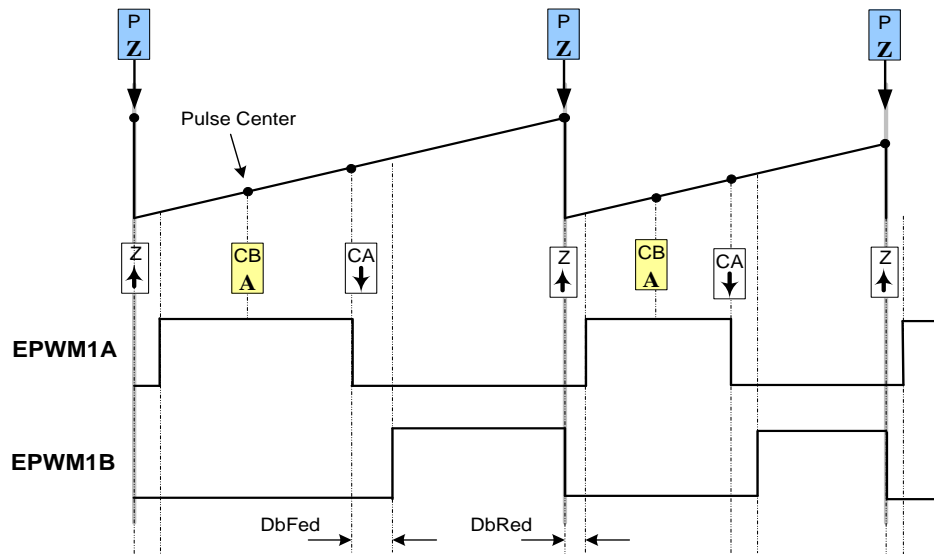 P
Z
P
Z
P
Z
Pulse Center
Z
CB
A
CA
Z
CB
A
CA
Z
EPWM1A
EPWM1B
DbFed
DbRed